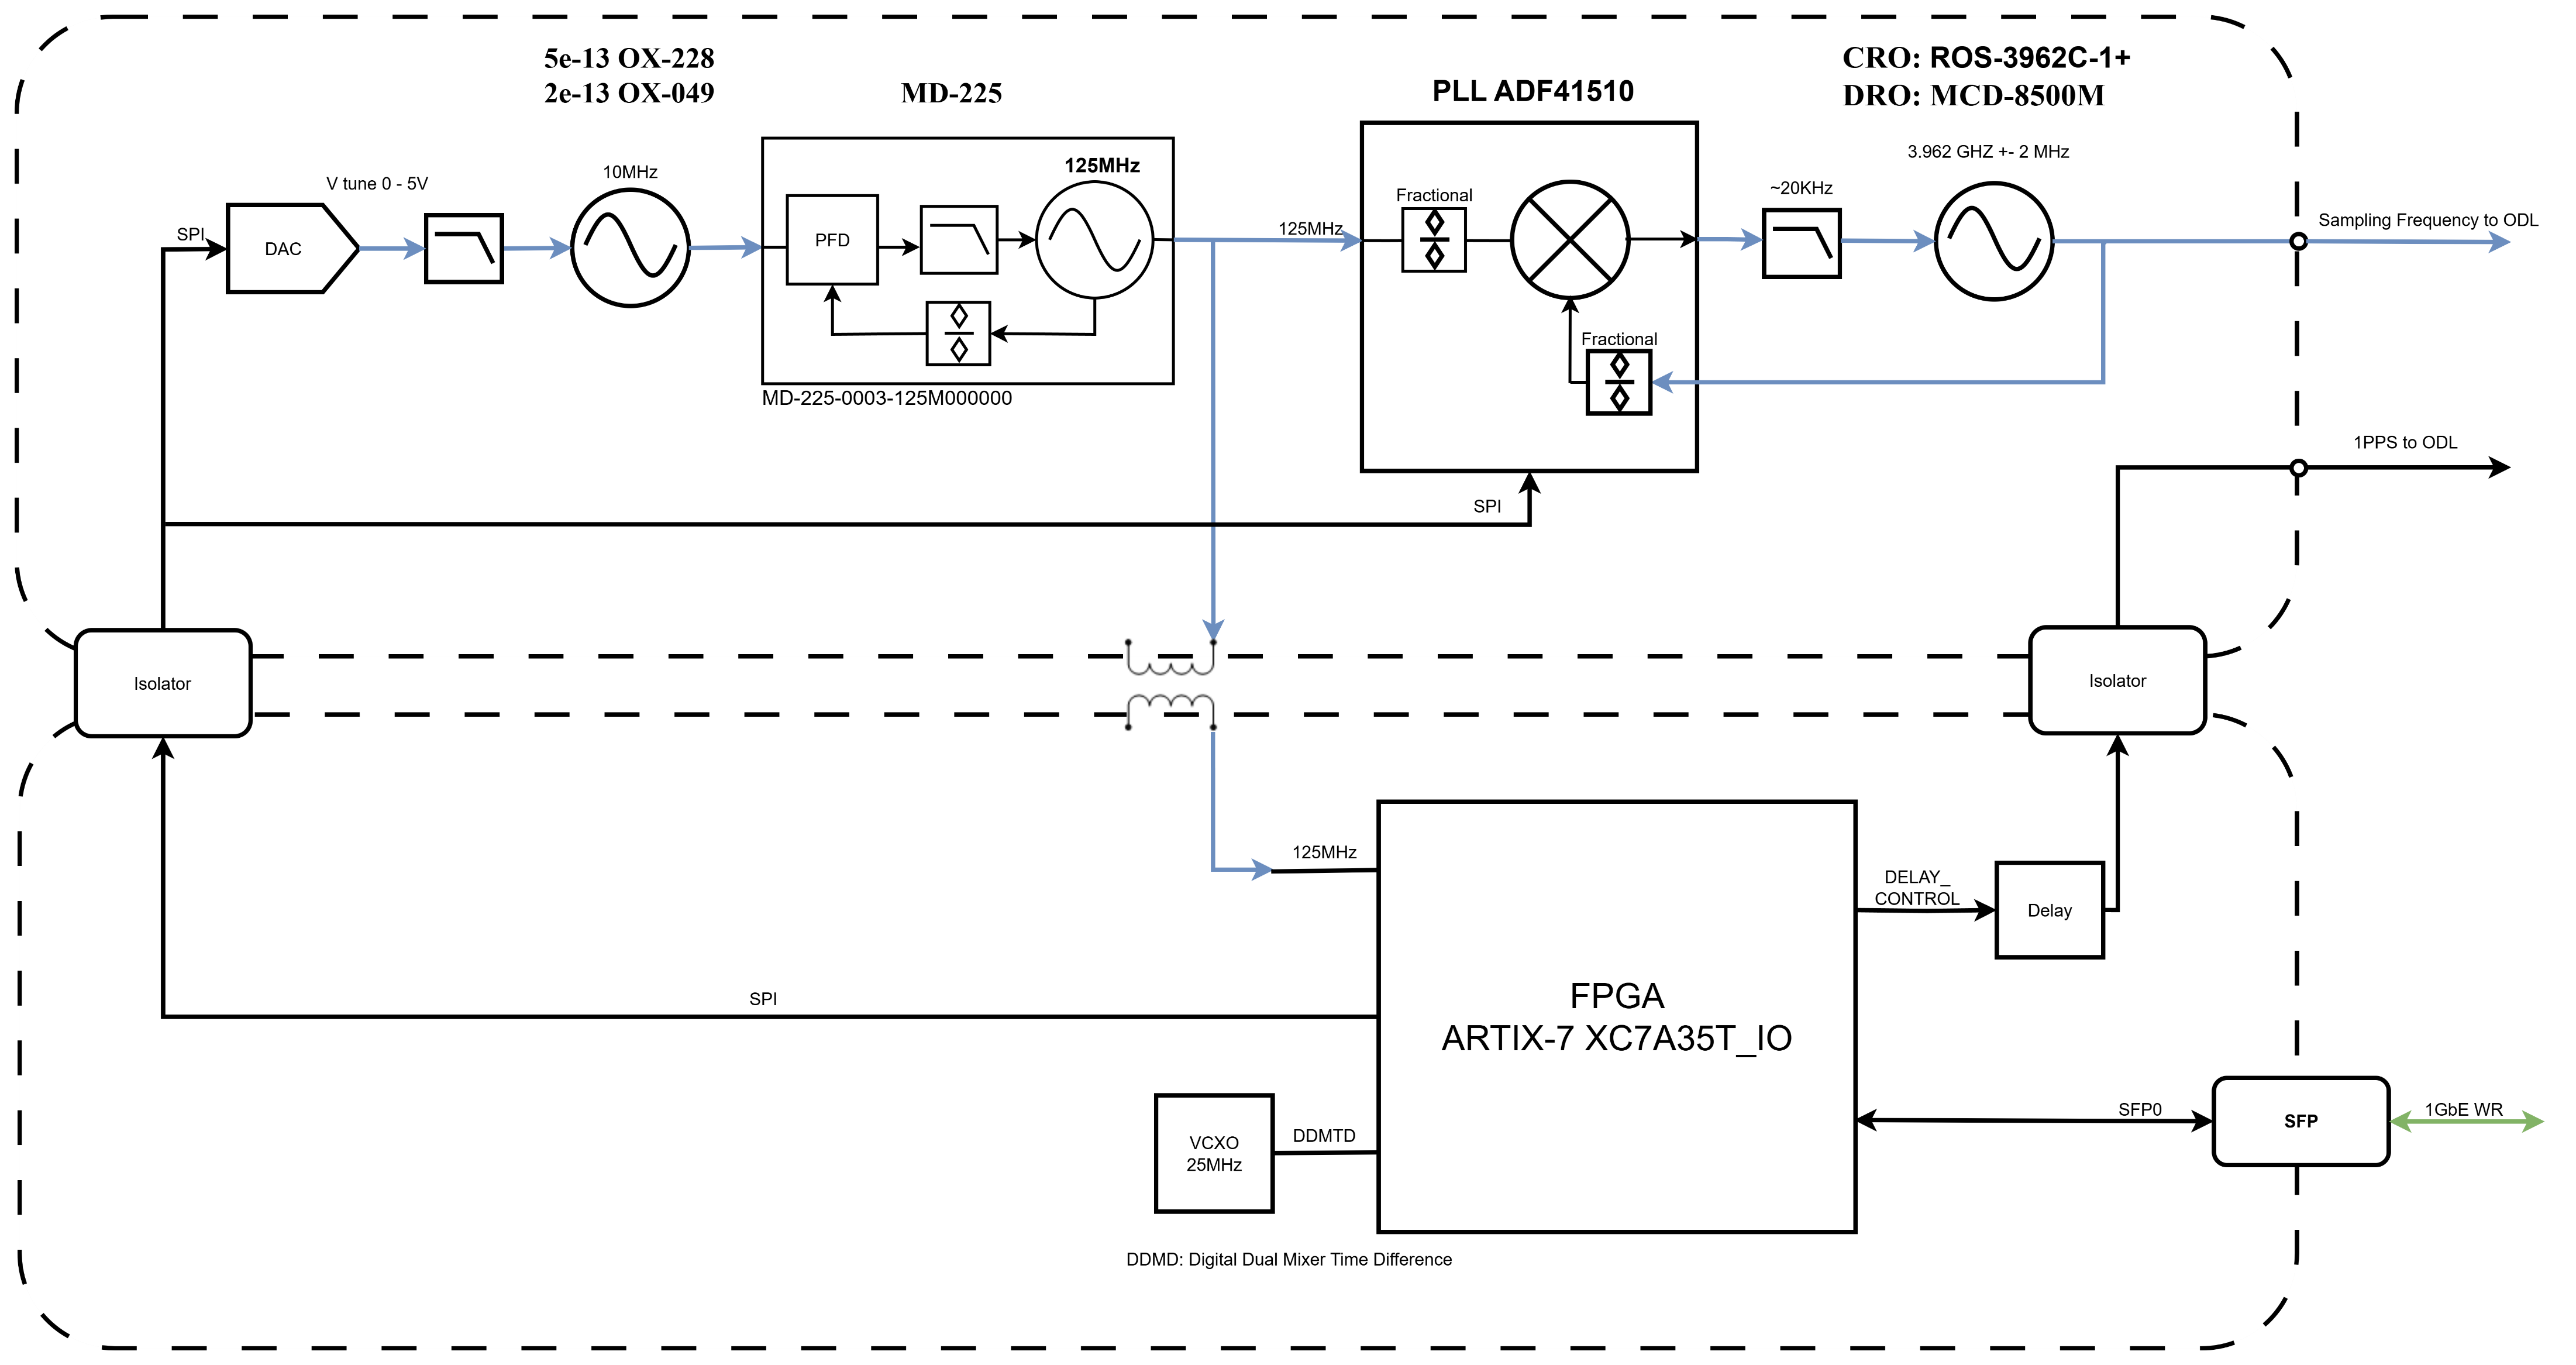 5e-13 OX-228
2e-13 OX-049
MD-225
PLL ADF41510
CRO: ROS-3962C-1+
DRO: MCD-8500M
V tune 0 - 5V
10MHz
125MHz
Fractional
~20KHz
3.962 GHZ +- 2 MHz
SPI
DAC
PFD
125MHz
Sampling Frequency to ODL
Fractional
MD-225-0003-125M000000
1PPS to ODL
SPI
Isolator
Isolator
125MHz
DELAY_
CONTROL
Delay
FPGA
ARTIX-7 XC7A35T_IO
SPI
VCXO
25MHz
DDMTD
SFP0
SFP
1GbE WR
DDMD: Digital Dual Mixer Time Difference